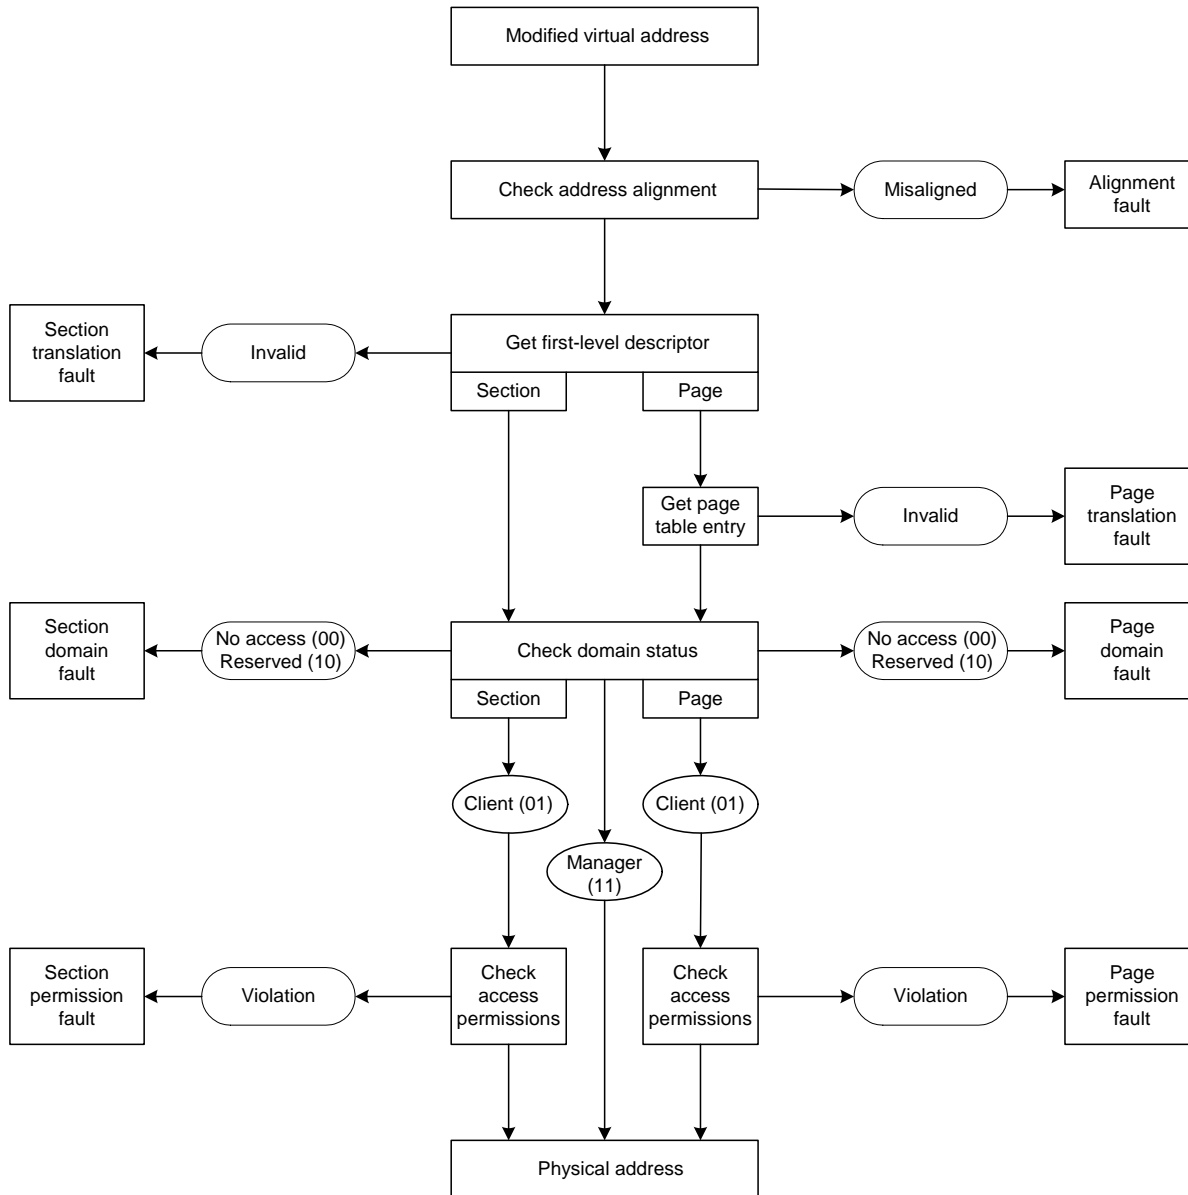 Modified virtual address
Check address alignment
Misaligned
Alignment
fault
Section
translation
fault
Invalid
Get first-level descriptor
Section
Page
Get page
table entry
Invalid
Page
translation
fault
Section
domain
fault
No access (00)
Reserved (10)
Check domain status
No access (00)
Reserved (10)
Page
domain
fault
Section
Page
Client (01)
Client (01)
Manager
(11)
Section
permission
fault
Violation
Check
access
permissions
Check
access
permissions
Violation
Page
permission
fault
Physical address